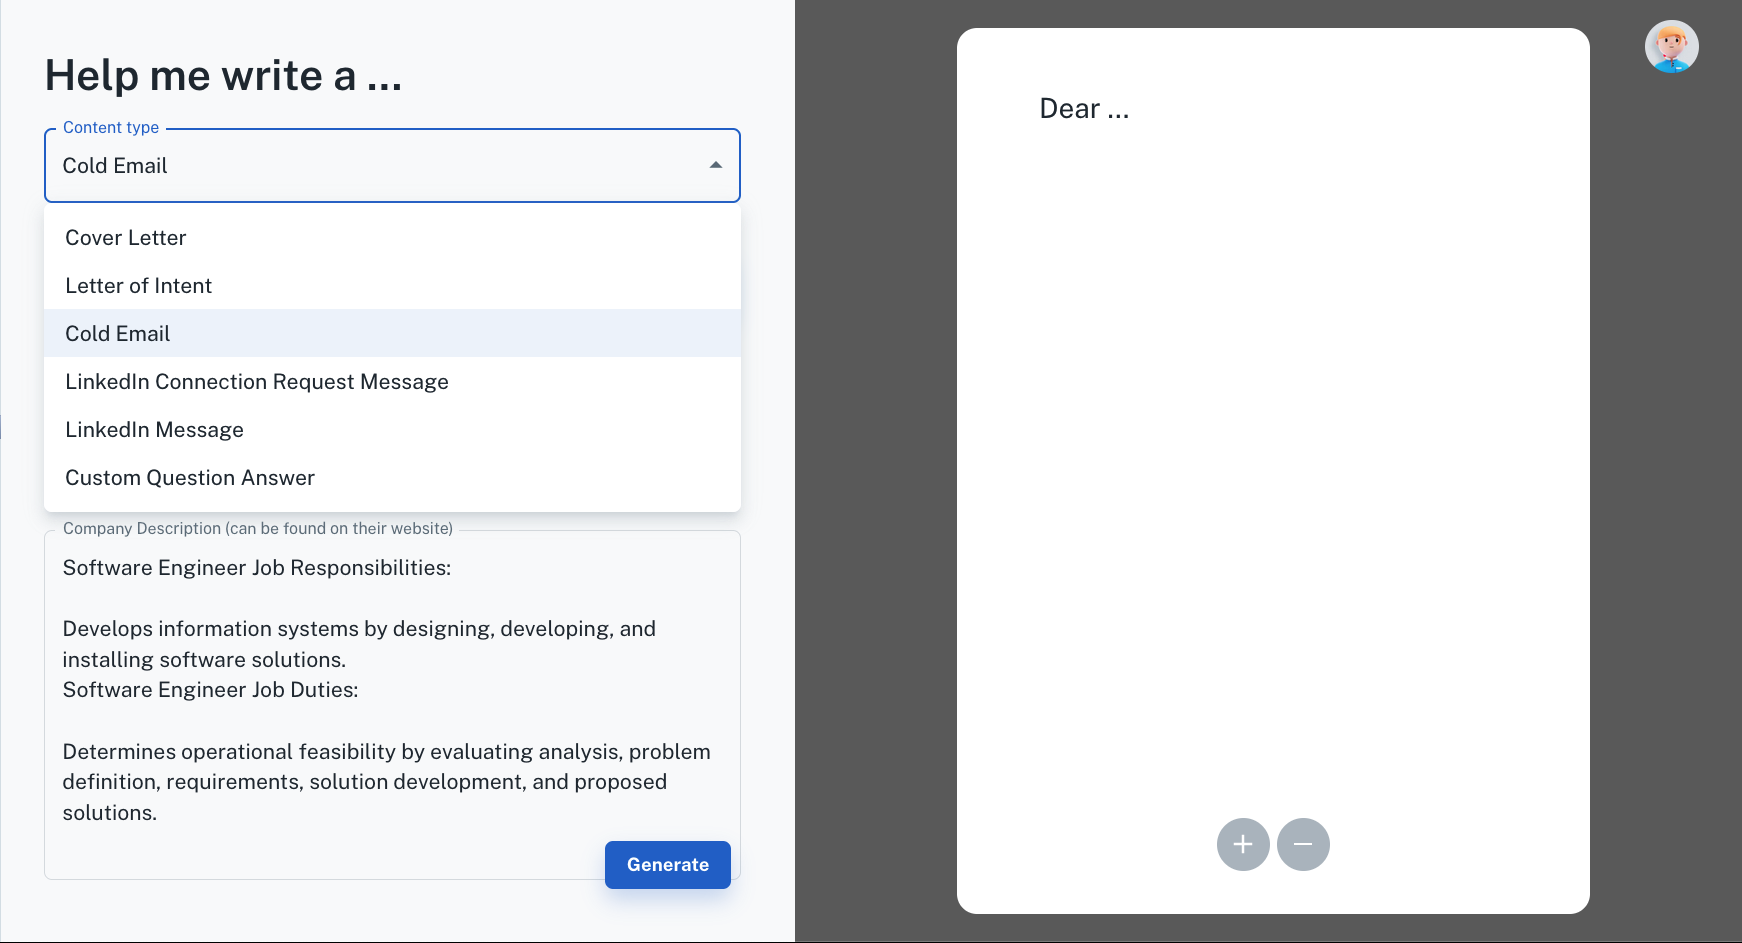 Help me write a ...
Content type
Cold Email
Cover Letter
Letter of Intent
Cold Email
LinkedIn Connection Request Message
LinkedIn Message
Custom Question Answer
Company Description (can be found on their website)
Software Engineer Job Responsibilities:
Develops information systems by designing, developing, and
installing software solutions.
Software Engineer Job Duties:
Determines operational feasibility by evaluating analysis, problem
definition, requirements, solution development, and proposed
solutions.
Generate
Dear ...